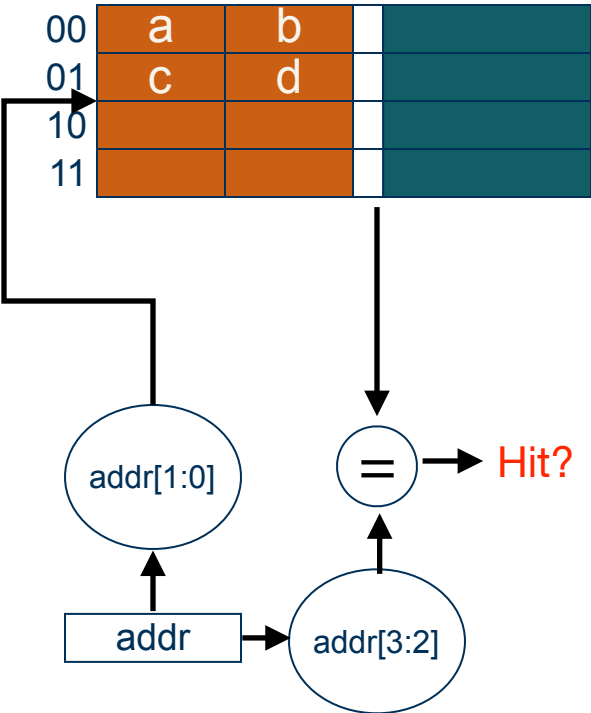 00 a b
01 c d
10
11
= Hit?
addr[1:0]
addr addr[3:2]